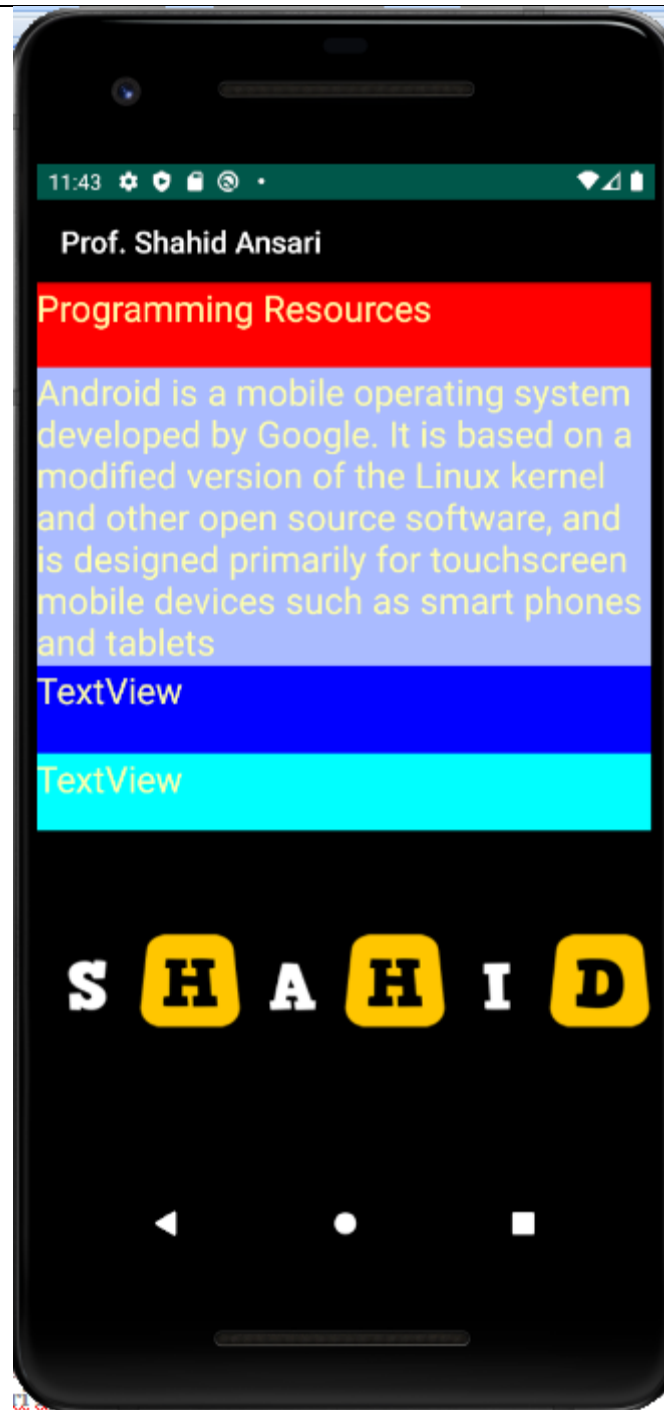 11:43
Prof. Shahid Ansari
Programming Resources
Android is a mobile operating system
developed by Google. It is based on a
modified version of the Linux kernel
and other open source software, and
is designed primarily for touchscreen
mobile devices such as smart phones
and tablets
TextView
TextView
S H A H I D